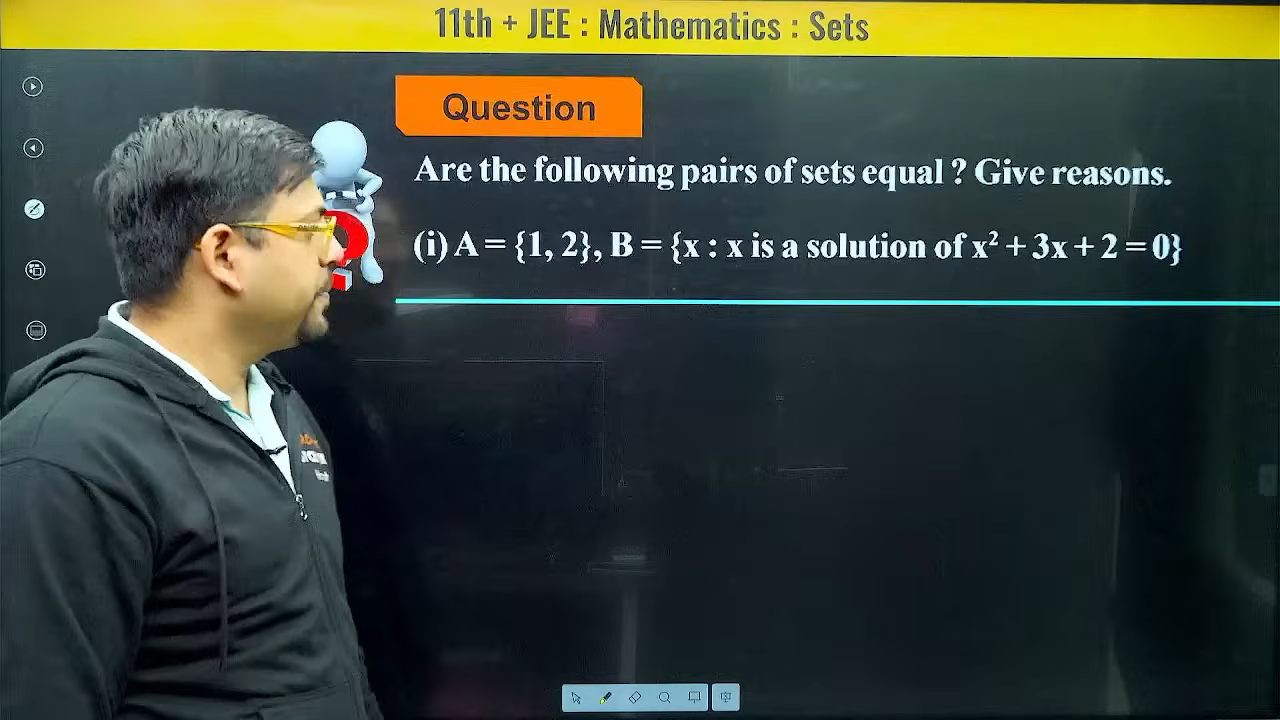 11th + JEE : Mathematics : Sets
Question
Are the following pairs of sets equal ? Give reasons.
(i) A = {1, 2}, B = {x : x is a solution of x² + 3x + 2 = 0}